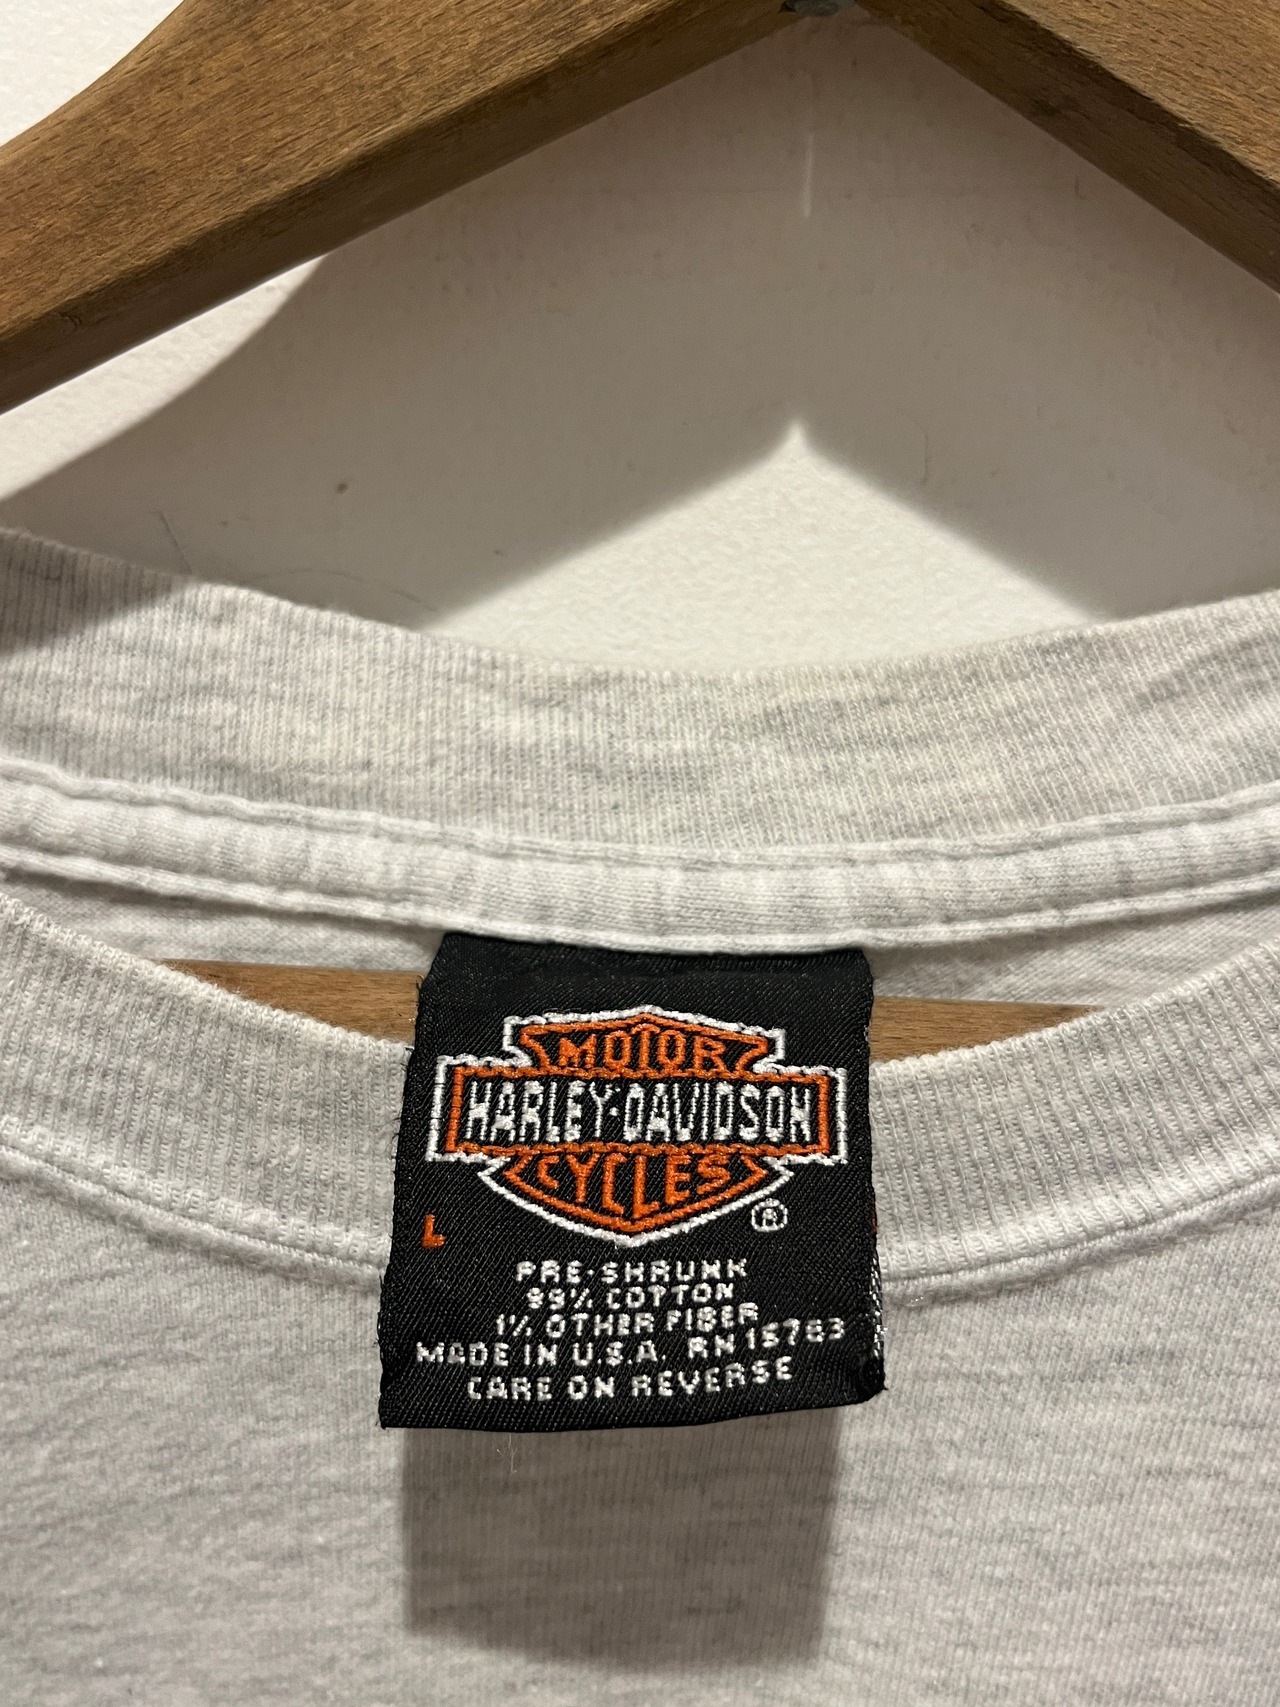 MOTOR
HARLEY-DAVIDSON
CYCLES
®
L
PRE-SHRUNK
99% COTTON
1% OTHER FIBER
MADE IN U.S.A. RN 15763
CARE ON REVERSE